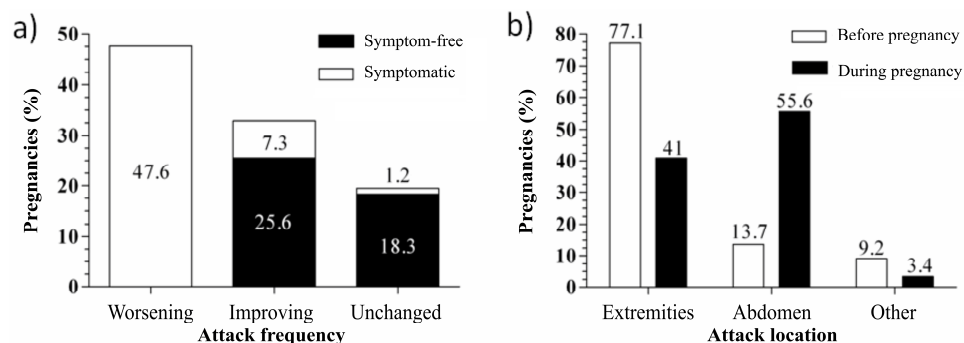 a)
Pregnancies (%)
50
40
30
20
10
0
Symptom-free
Symptomatic
47.6
7.3
25.6
1.2
18.3
Worsening Improving Unchanged
Attack frequency
b)
Pregnancies (%)
80
70
60
50
40
30
20
10
0
Before pregnancy
During pregnancy
77.1
41
13.7
55.6
9.2
3.4
Extremities Abdomen Other
Attack location